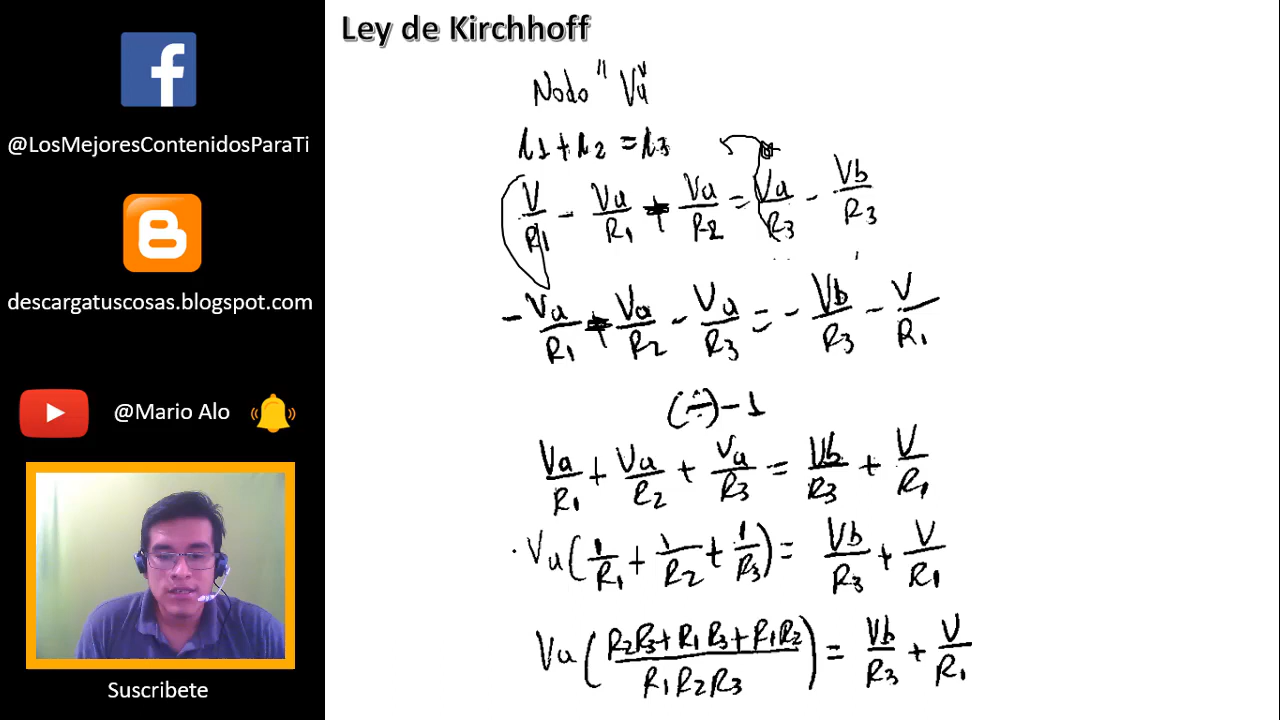 Ley de Kirchhoff
@LosMejoresContenidosParaTi
descargatuscosas.blogspot.com
@Mario Alo
Suscribete
Nodo "Va"
i1 + i2 = i3
V/R1 - Va/R1 + Va/R2 = Va/R3 - Vb/R3
- Va/R1 + Va/R2 - Va/R3 = - Vb/R3 - V/R1
(÷) - 1
Va/R1 + Va/R2 + Va/R3 = Vb/R3 + V/R1
· Va (1/R1 + 1/R2 + 1/R3) = Vb/R3 + V/R1
Va (R2R3 + R1R3 + R1R2 / R1R2R3) = Vb/R3 + V/R1